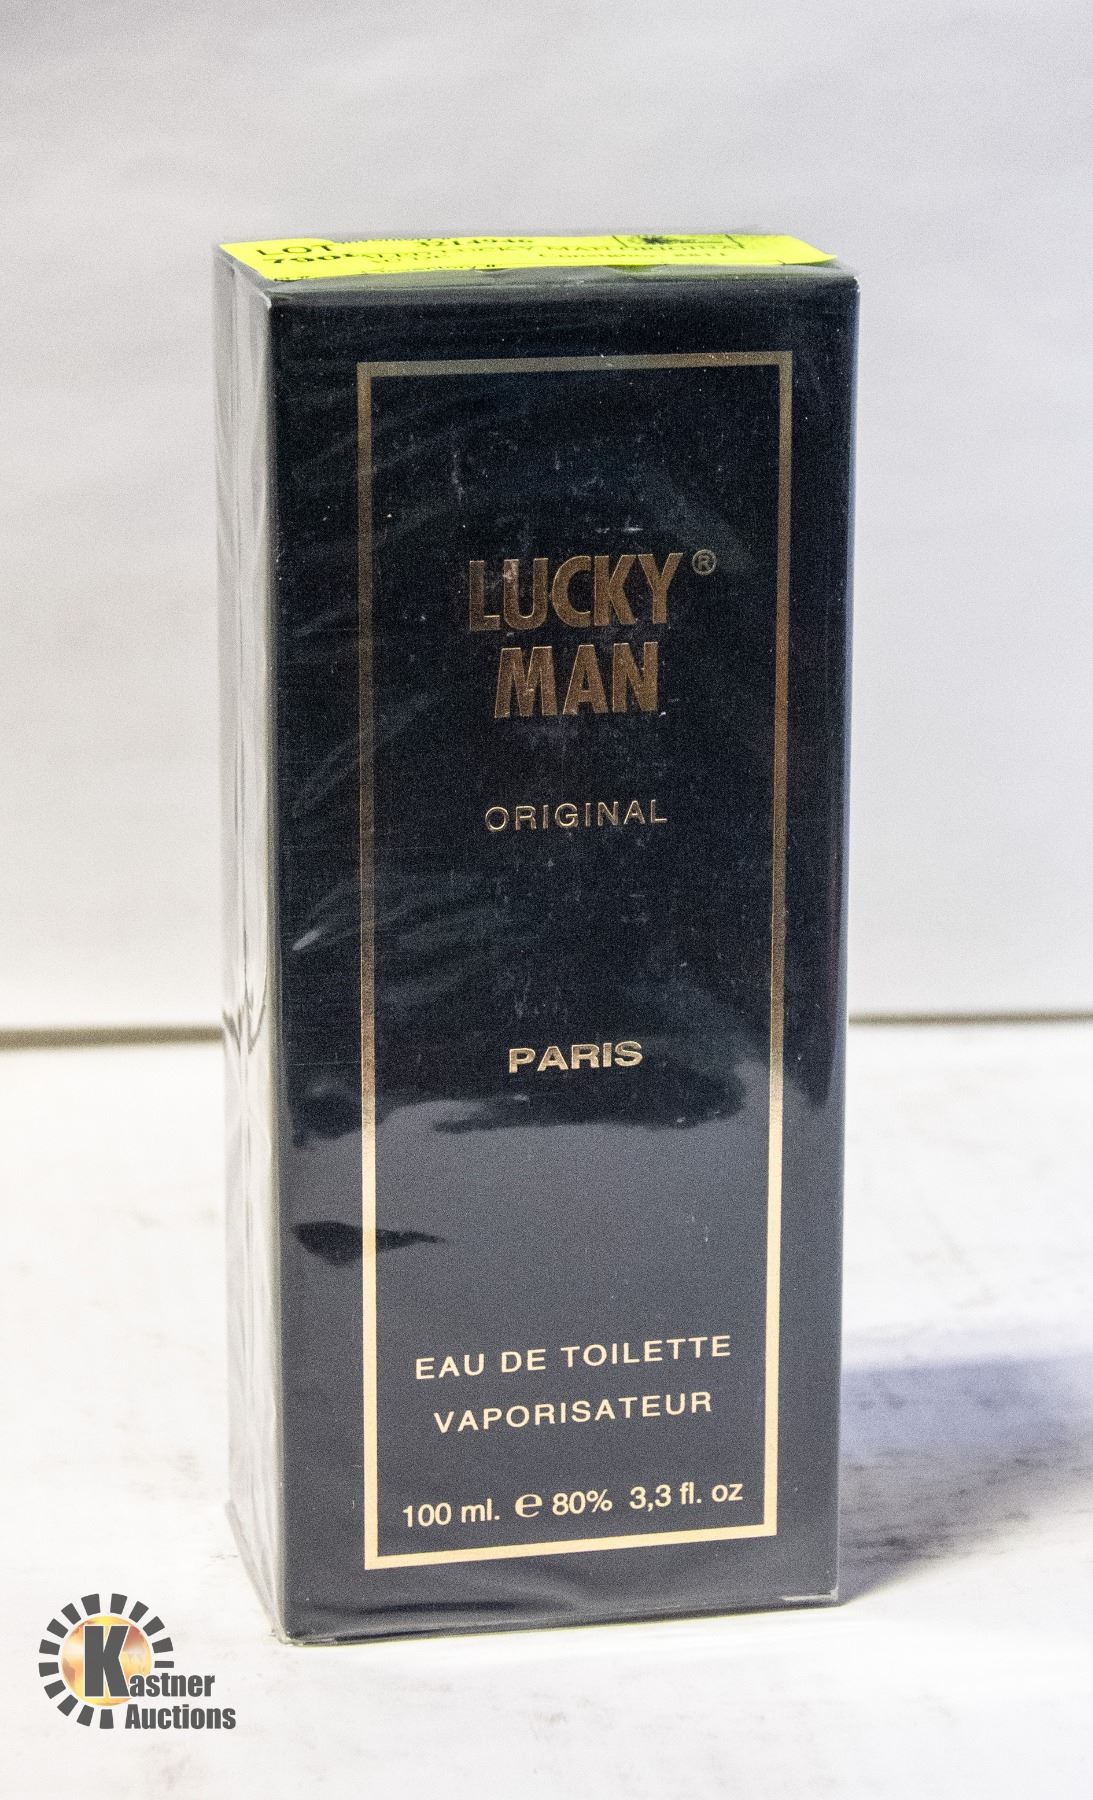 LOT
LUCKY®
MAN
ORIGINAL
PARIS
EAU DE TOILETTE
VAPORISATEUR
100 ml. ℮ 80% 3,3 fl. oz
Kastner
Auctions